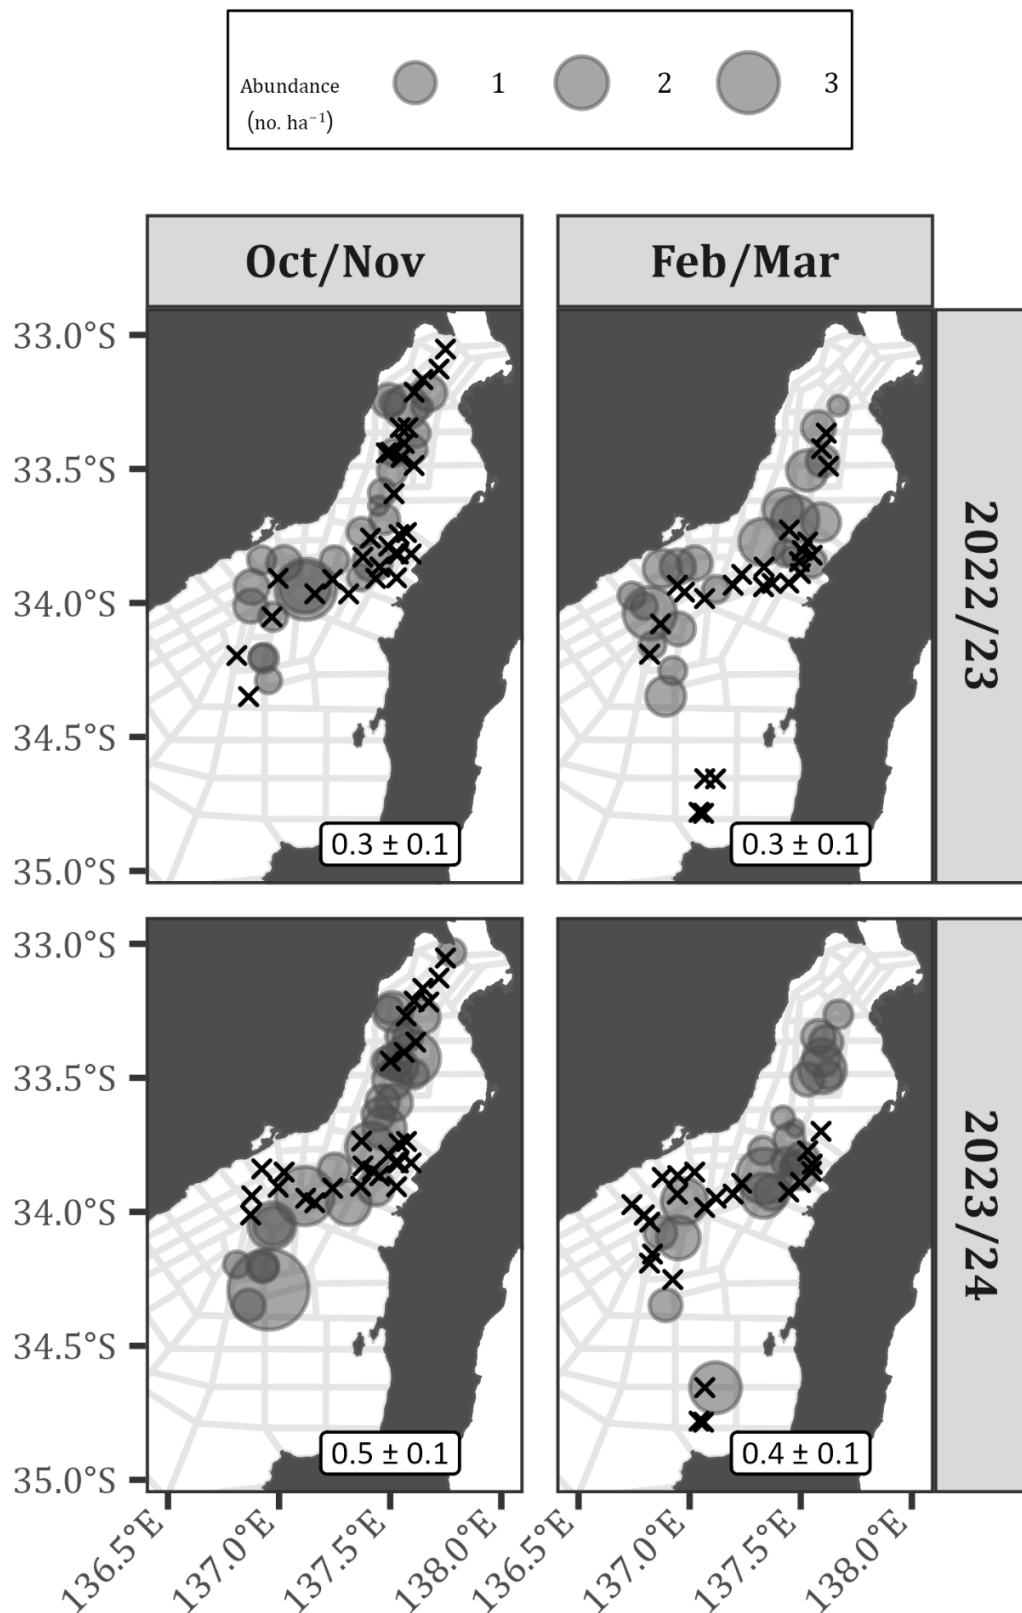 Abundance
(no. ha⁻¹)
1
2
3
Oct/Nov
Feb/Mar
33.0°S
33.5°S
34.0°S
34.5°S
35.0°S
0.3 ± 0.1
0.3 ± 0.1
2022/23
33.0°S
33.5°S
34.0°S
34.5°S
35.0°S
0.5 ± 0.1
0.4 ± 0.1
2023/24
136.5°E
137.0°E
137.5°E
138.0°E
136.5°E
137.0°E
137.5°E
138.0°E